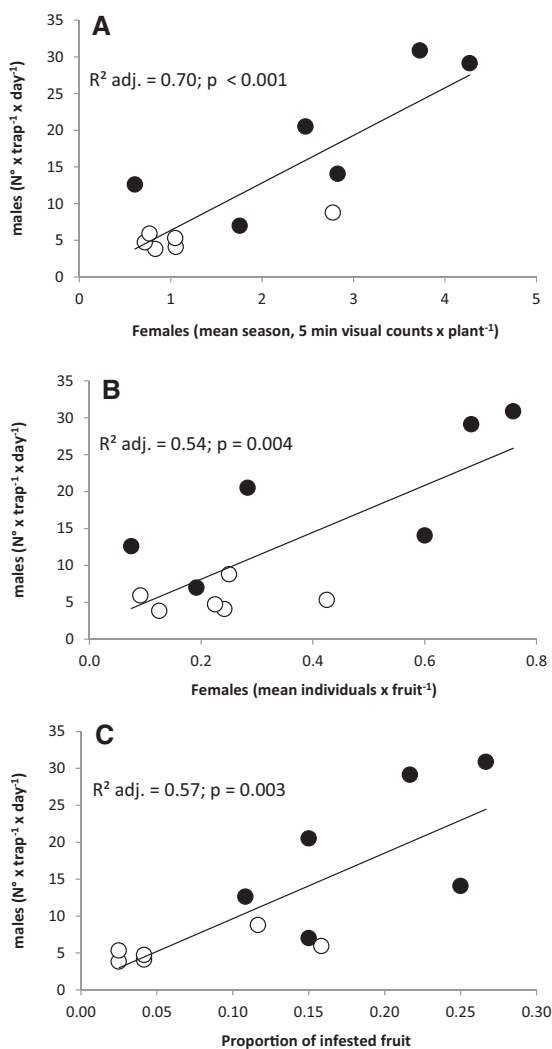 A
males (N° x trap⁻¹ x day⁻¹)
35
30
25
20
15
10
5
0
R² adj. = 0.70; p < 0.001
0 1 2 3 4 5
Females (mean season, 5 min visual counts x plant⁻¹)
B
males (N° x trap⁻¹ x day⁻¹)
35
30
25
20
15
10
5
0
R² adj. = 0.54; p = 0.004
0.0 0.2 0.4 0.6 0.8
Females (mean individuals x fruit⁻¹)
C
males (N° x trap⁻¹ x day⁻¹)
35
30
25
20
15
10
5
0
R² adj. = 0.57; p = 0.003
0.00 0.05 0.10 0.15 0.20 0.25 0.30
Proportion of infested fruit